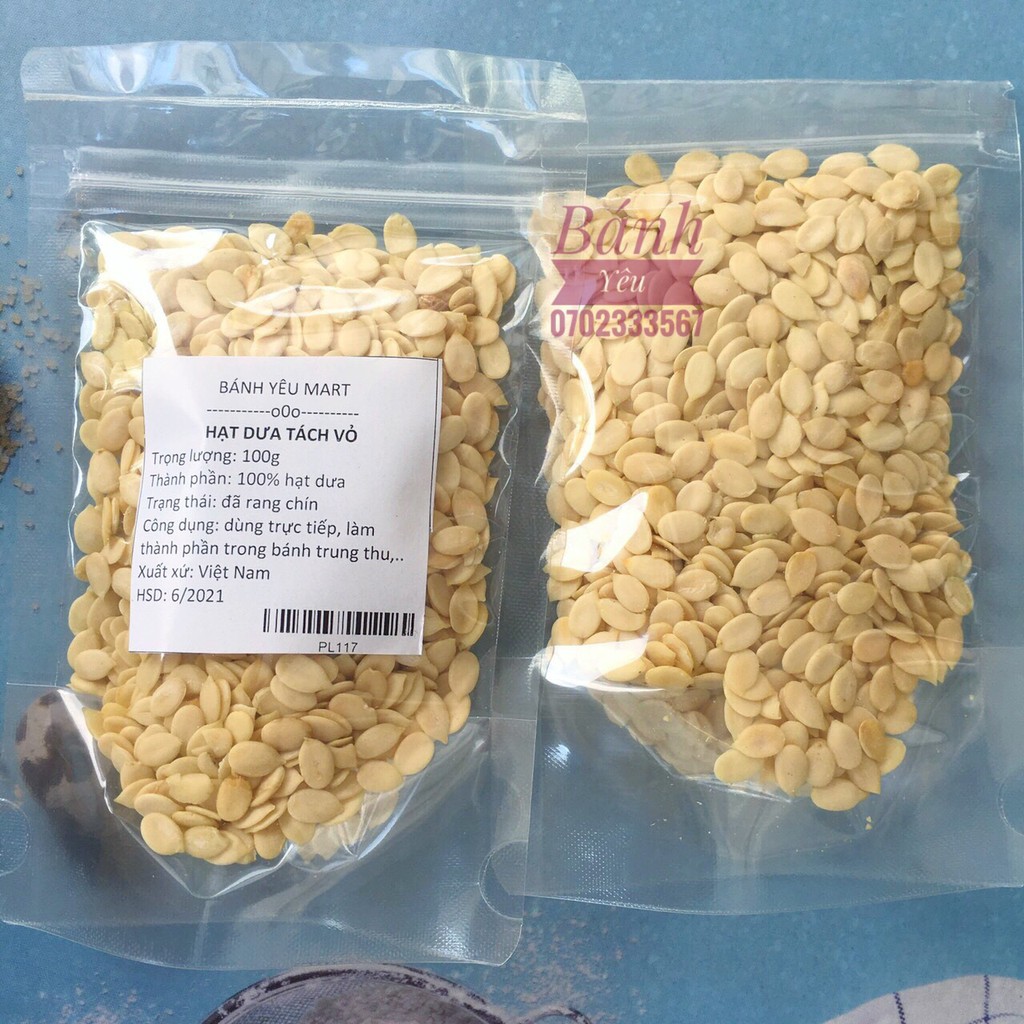 BÁNH YÊU MART
-----------o0o----------
HẠT DƯA TÁCH VỎ
Trọng lượng: 100g
Thành phần: 100% hạt dưa
Trạng thái: đã rang chín
Công dụng: dùng trực tiếp, làm
thành phần trong bánh trung thu,..
Xuất xứ: Việt Nam
HSD: 6/2021
PL117
Bánh
Yêu
0702333567